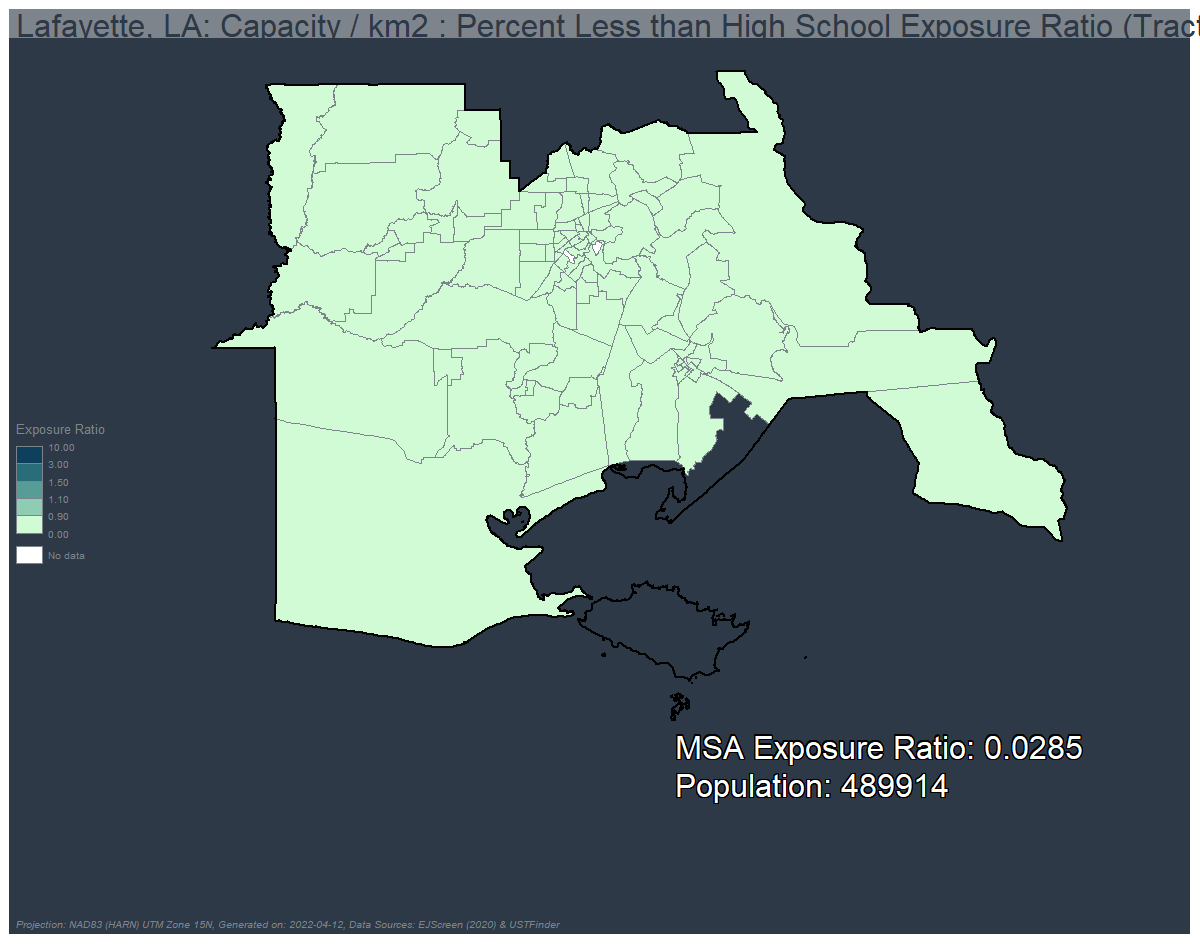 Lafayette, LA: Capacity / km2 : Percent Less than High School Exposure Ratio (Tract
Exposure Ratio
10.00
3.00
1.50
1.10
0.90
0.00
No data
MSA Exposure Ratio: 0.0285
Population: 489914
Projection: NAD83 (HARN) UTM Zone 15N, Generated on: 2022-04-12, Data Sources: EJScreen (2020) & USTFinder